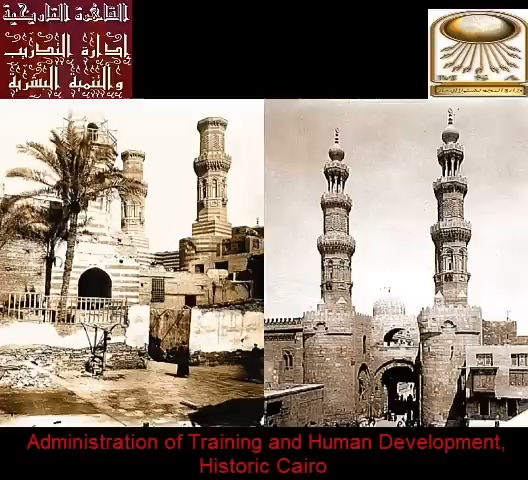 القاهرة التاريخية
إدارة التدريب
والتنمية البشرية
M S A
Administration of Training and Human Development,
Historic Cairo